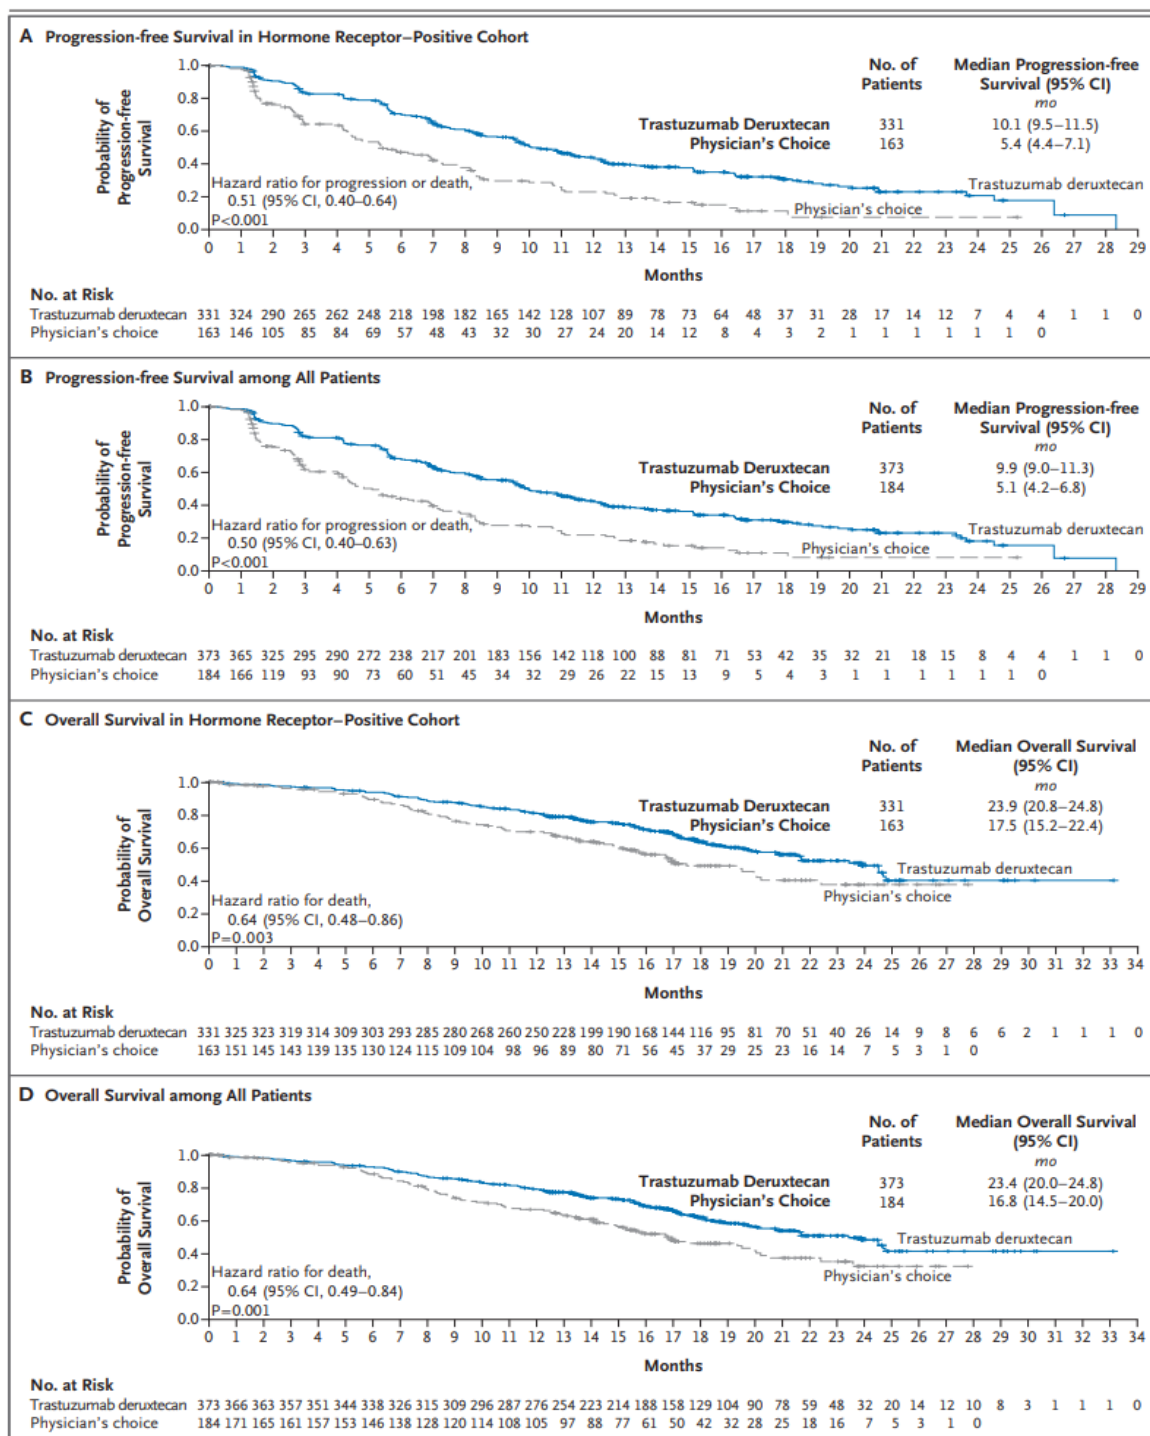 A Progression-free Survival in Hormone Receptor–Positive Cohort
No. of Patients
Median Progression-free Survival (95% CI)
mo
Trastuzumab Deruxtecan 331 10.1 (9.5–11.5)
Physician's Choice 163 5.4 (4.4–7.1)
Probability of Progression-free Survival
1.0
0.8
0.6
0.4
0.2
0.0
Hazard ratio for progression or death,
0.51 (95% CI, 0.40–0.64)
P<0.001
Trastuzumab deruxtecan
Physician's choice
0 1 2 3 4 5 6 7 8 9 10 11 12 13 14 15 16 17 18 19 20 21 22 23 24 25 26 27 28 29
Months
No. at Risk
Trastuzumab deruxtecan 331 324 290 265 262 248 218 198 182 165 142 128 107 89 78 73 64 48 37 31 28 17 14 12 7 4 4 1 1 0
Physician's choice 163 146 105 85 84 69 57 48 43 32 30 27 24 20 14 12 8 4 3 2 1 1 1 1 1 1 0
B Progression-free Survival among All Patients
No. of Patients
Median Progression-free Survival (95% CI)
mo
Trastuzumab Deruxtecan 373 9.9 (9.0–11.3)
Physician's Choice 184 5.1 (4.2–6.8)
Probability of Progression-free Survival
1.0
0.8
0.6
0.4
0.2
0.0
Hazard ratio for progression or death,
0.50 (95% CI, 0.40–0.63)
P<0.001
Trastuzumab deruxtecan
Physician's choice
0 1 2 3 4 5 6 7 8 9 10 11 12 13 14 15 16 17 18 19 20 21 22 23 24 25 26 27 28 29
Months
No. at Risk
Trastuzumab deruxtecan 373 365 325 295 290 272 238 217 201 183 156 142 118 100 88 81 71 53 42 35 32 21 18 15 8 4 4 1 1 0
Physician's choice 184 166 119 93 90 73 60 51 45 34 32 29 26 22 15 13 9 5 4 3 1 1 1 1 1 1 0
C Overall Survival in Hormone Receptor–Positive Cohort
No. of Patients
Median Overall Survival (95% CI)
mo
Trastuzumab Deruxtecan 331 23.9 (20.8–24.8)
Physician's Choice 163 17.5 (15.2–22.4)
Probability of Overall Survival
1.0
0.8
0.6
0.4
0.2
0.0
Hazard ratio for death,
0.64 (95% CI, 0.48–0.86)
P=0.003
Trastuzumab deruxtecan
Physician's choice
0 1 2 3 4 5 6 7 8 9 10 11 12 13 14 15 16 17 18 19 20 21 22 23 24 25 26 27 28 29 30 31 32 33 34
Months
No. at Risk
Trastuzumab deruxtecan 331 325 323 319 314 309 303 293 285 280 268 260 250 228 199 190 168 144 116 95 81 70 51 40 26 14 9 8 6 6 2 1 1 1 0
Physician's choice 163 151 145 143 139 135 130 124 115 109 104 98 96 89 80 71 56 45 37 29 25 23 16 14 7 5 3 1 0
D Overall Survival among All Patients
No. of Patients
Median Overall Survival (95% CI)
mo
Trastuzumab Deruxtecan 373 23.4 (20.0–24.8)
Physician's Choice 184 16.8 (14.5–20.0)
Probability of Overall Survival
1.0
0.8
0.6
0.4
0.2
0.0
Hazard ratio for death,
0.64 (95% CI, 0.49–0.84)
P=0.001
Trastuzumab deruxtecan
Physician's choice
0 1 2 3 4 5 6 7 8 9 10 11 12 13 14 15 16 17 18 19 20 21 22 23 24 25 26 27 28 29 30 31 32 33 34
Months
No. at Risk
Trastuzumab deruxtecan 373 366 363 357 351 344 338 326 315 309 296 287 276 254 223 214 188 158 129 104 90 78 59 48 32 20 14 12 10 8 3 1 1 1 0
Physician's choice 184 171 165 161 157 153 146 138 128 120 114 108 105 97 88 77 61 50 42 32 28 25 18 16 7 5 3 1 0